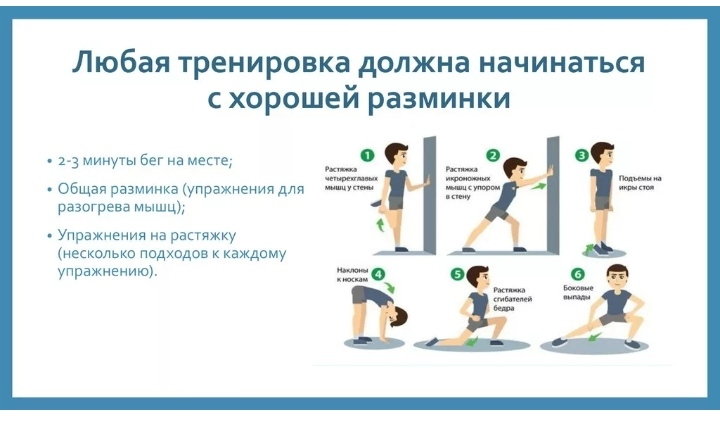 Любая тренировка должна начинаться
с хорошей разминки
• 2-3 минуты бег на месте;
• Общая разминка (упражнения для
разогрева мышц);
• Упражнения на растяжку
(несколько подходов к каждому
упражнению).
1
Растяжка
четырехглавых
мышц у стены
2
Растяжка
икроножных
мышц с упором
в стену
3
Подъемы на
икры стоя
Наклоны
к носкам
4
5
Растяжка
сгибателей
бедра
6
Боковые
выпады